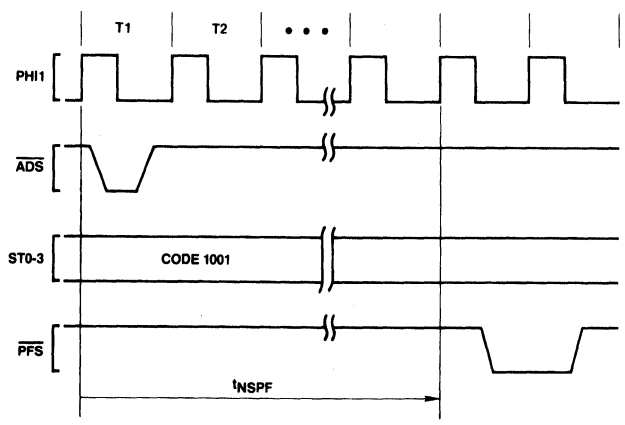 T1 T2 • • •
PHI1
ADS
ST0-3 CODE 1001
PFS
tNSPF